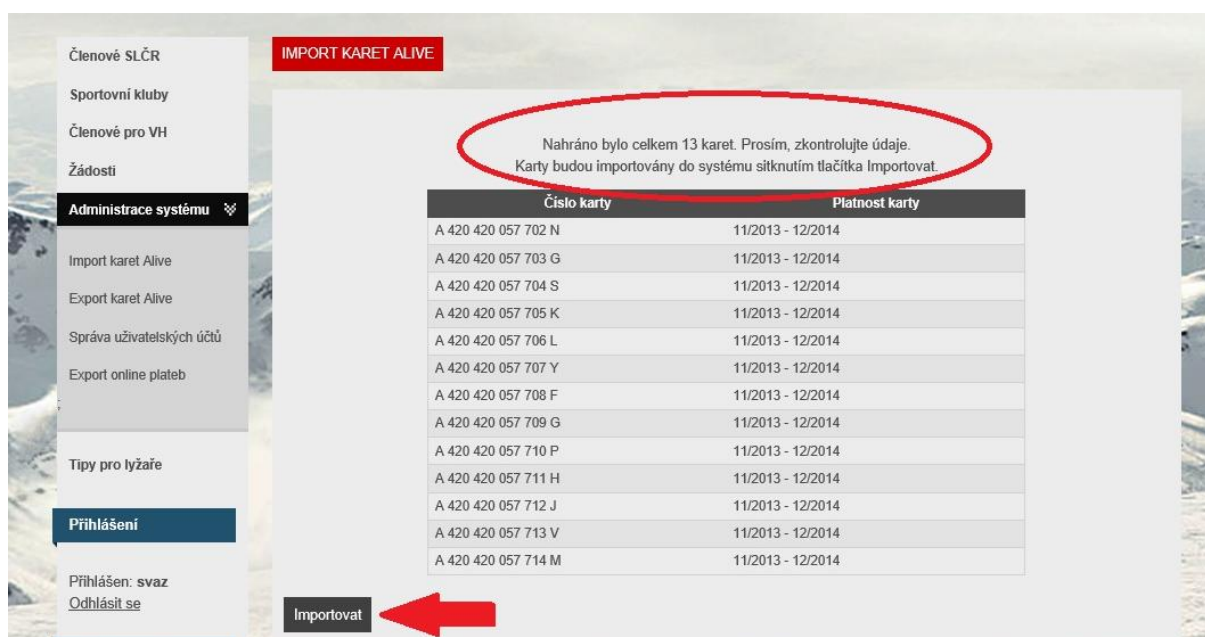 Členové SLČR
Sportovní kluby
Členové pro VH
Žádosti
Administrace systému
Import karet Alive
Export karet Alive
Správa uživatelských účtů
Export online plateb
;
Tipy pro lyžaře
Přihlášení
Přihlášen: svaz
Odhlásit se
IMPORT KARET ALIVE
Nahráno bylo celkem 13 karet. Prosím, zkontrolujte údaje.
Karty budou importovány do systému sitknutím tlačítka Importovat.
Číslo karty Platnost karty
A 420 420 057 702 N 11/2013 - 12/2014
A 420 420 057 703 G 11/2013 - 12/2014
A 420 420 057 704 S 11/2013 - 12/2014
A 420 420 057 705 K 11/2013 - 12/2014
A 420 420 057 706 L 11/2013 - 12/2014
A 420 420 057 707 Y 11/2013 - 12/2014
A 420 420 057 708 F 11/2013 - 12/2014
A 420 420 057 709 G 11/2013 - 12/2014
A 420 420 057 710 P 11/2013 - 12/2014
A 420 420 057 711 H 11/2013 - 12/2014
A 420 420 057 712 J 11/2013 - 12/2014
A 420 420 057 713 V 11/2013 - 12/2014
A 420 420 057 714 M 11/2013 - 12/2014
Importovat